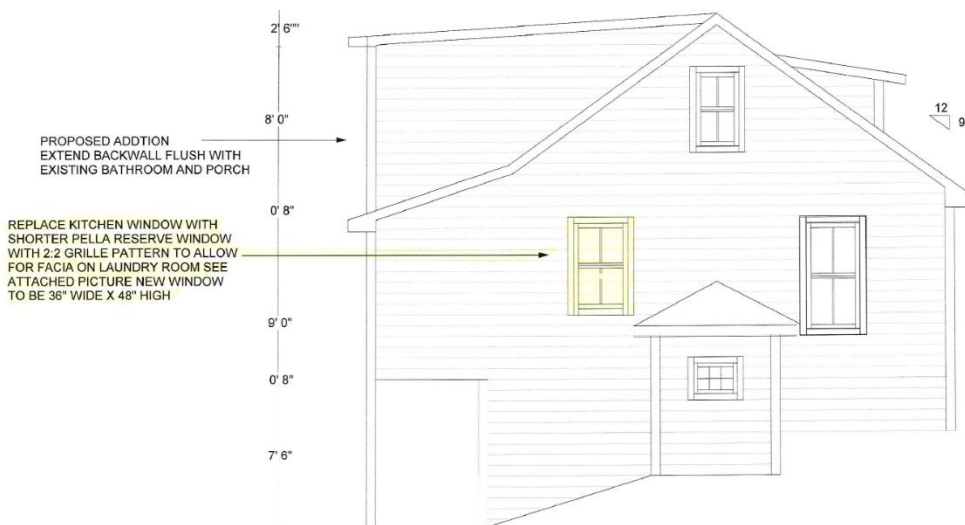 2' 6""
8' 0"
12
9
PROPOSED ADDTION
EXTEND BACKWALL FLUSH WITH
EXISTING BATHROOM AND PORCH
0' 8"
REPLACE KITCHEN WINDOW WITH
SHORTER PELLA RESERVE WINDOW
WITH 2:2 GRILLE PATTERN TO ALLOW
FOR FACIA ON LAUNDRY ROOM SEE
ATTACHED PICTURE NEW WINDOW
TO BE 36" WIDE X 48" HIGH
9' 0"
0' 8"
7' 6"